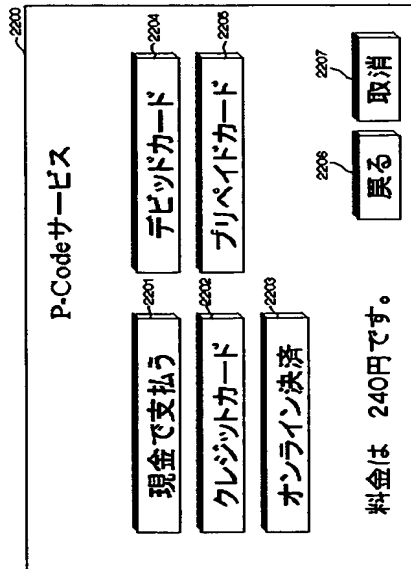 2200
P-Codeサービス
現金で支払う 2201
デビットカード 2204
クレジットカード 2202
プリペイドカード 2205
オンライン決済 2203
料金は 240円です。
戻る 2206
取消 2207